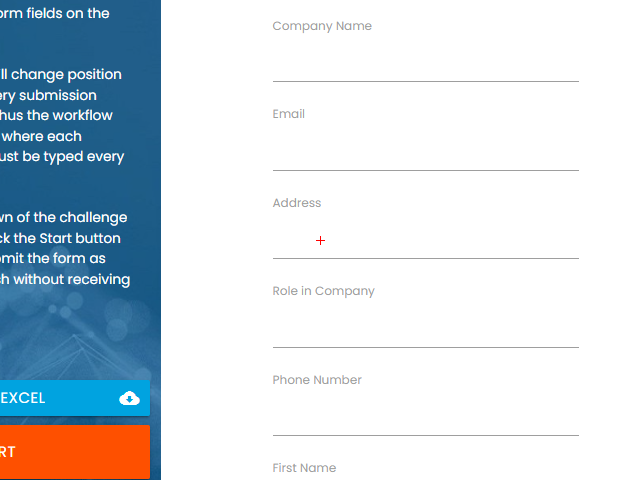 orm fields on the
ll change position
ery submission
hus the workflow
where each
ust be typed every
wn of the challenge
ck the Start button
omit the form as
sh without receiving
EXCEL
RT
Company Name
Email
Address
Role in Company
Phone Number
First Name